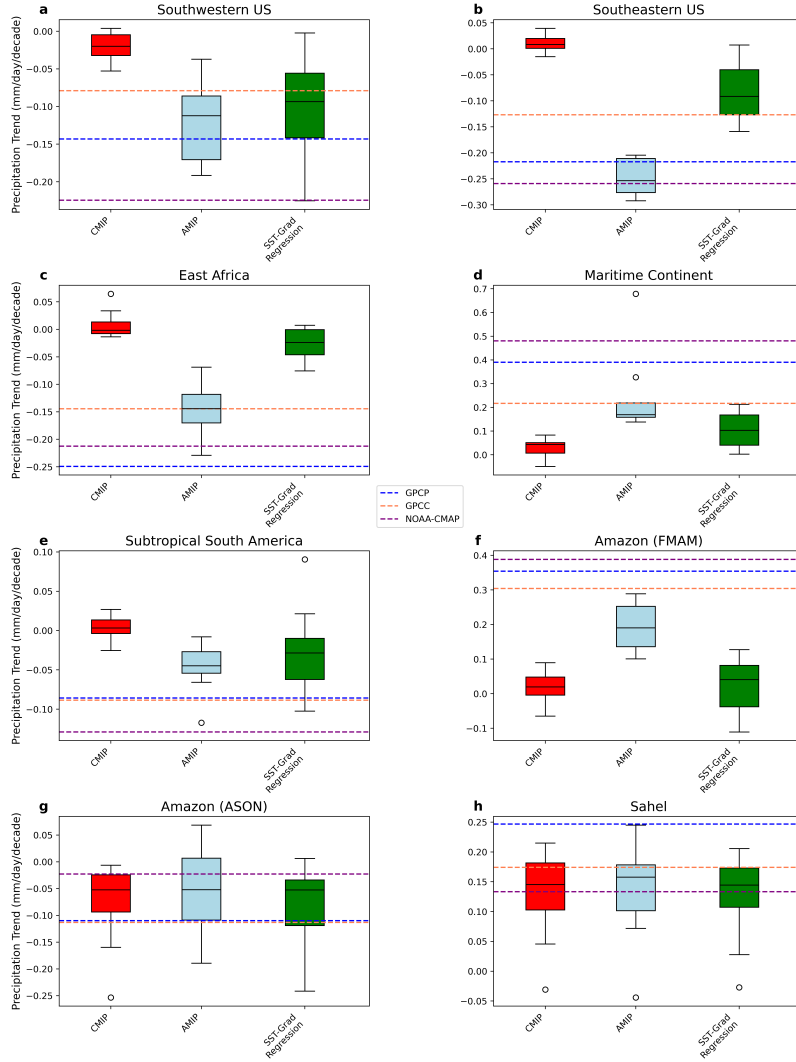 a Southwestern US
Precipitation Trend (mm/day/decade)
0.00
−0.05
−0.10
−0.15
−0.20
CMIP
AMIP
SST-Grad
Regression
b Southeastern US
0.05
0.00
−0.05
−0.10
−0.15
−0.20
−0.25
−0.30
CMIP
AMIP
SST-Grad
Regression
c East Africa
Precipitation Trend (mm/day/decade)
0.05
0.00
−0.05
−0.10
−0.15
−0.20
−0.25
CMIP
AMIP
SST-Grad
Regression
d Maritime Continent
0.7
0.6
0.5
0.4
0.3
0.2
0.1
0.0
CMIP
AMIP
SST-Grad
Regression
GPCP
GPCC
NOAA-CMAP
e Subtropical South America
Precipitation Trend (mm/day/decade)
0.10
0.05
0.00
−0.05
−0.10
CMIP
AMIP
SST-Grad
Regression
f Amazon (FMAM)
0.4
0.3
0.2
0.1
0.0
−0.1
CMIP
AMIP
SST-Grad
Regression
g Amazon (ASON)
Precipitation Trend (mm/day/decade)
0.05
0.00
−0.05
−0.10
−0.15
−0.20
−0.25
CMIP
AMIP
SST-Grad
Regression
h Sahel
0.25
0.20
0.15
0.10
0.05
0.00
−0.05
CMIP
AMIP
SST-Grad
Regression